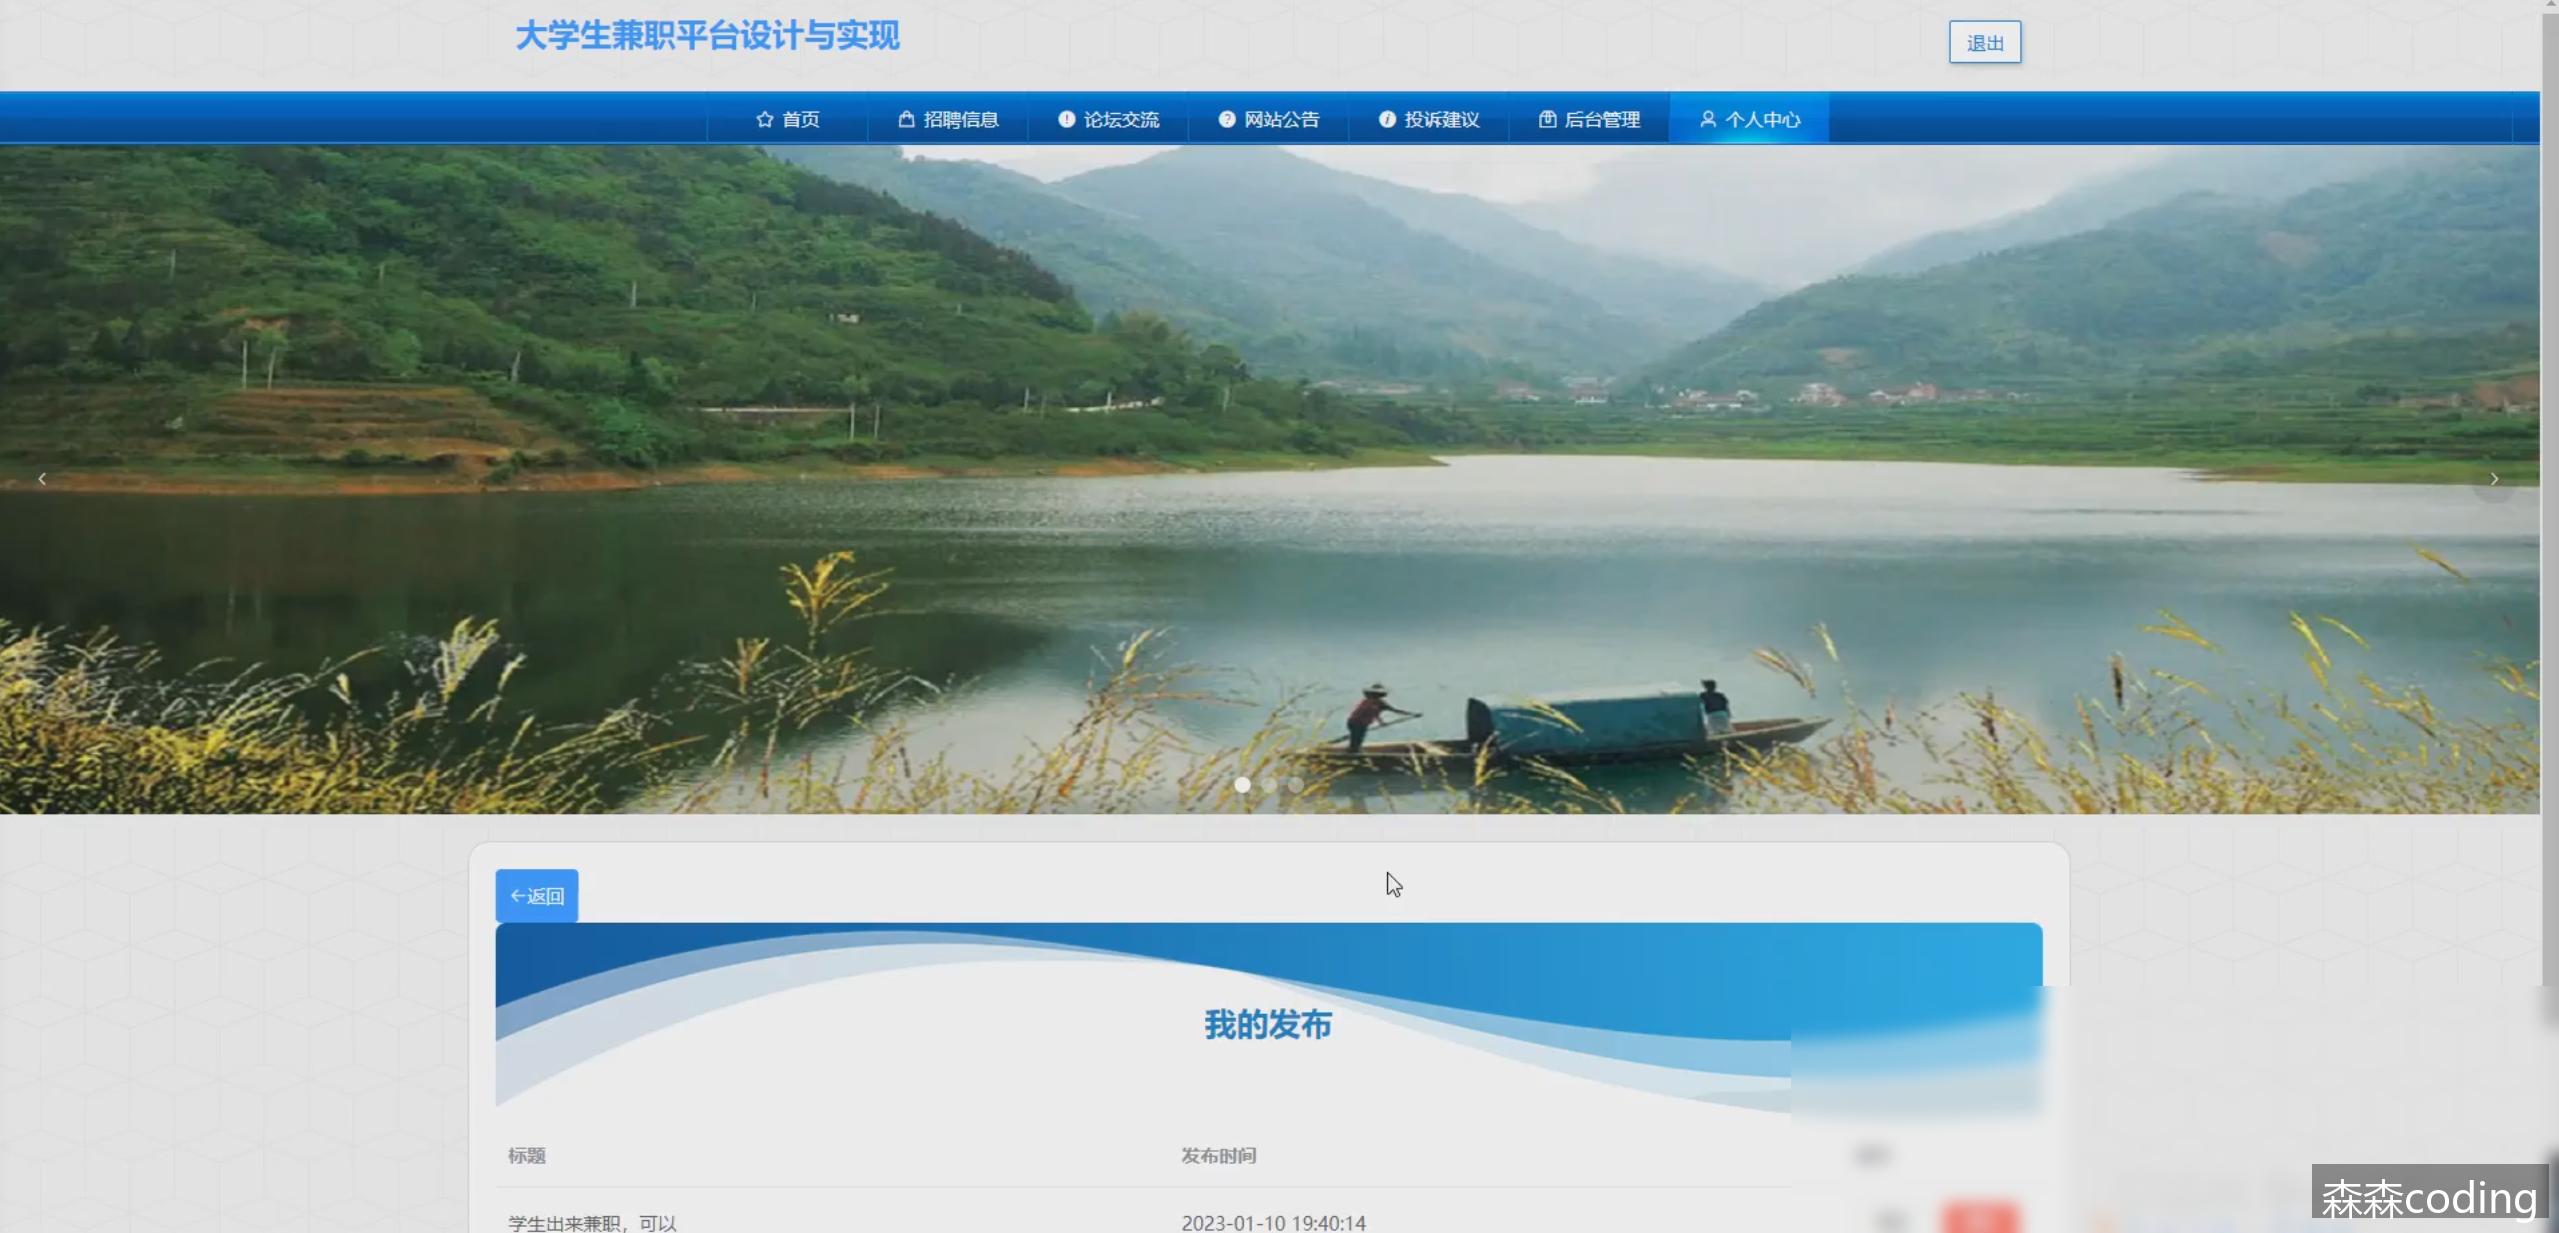 大学生兼职平台设计与实现
退出
首页 招聘信息 论坛交流 网站公告 投诉建议 后台管理 个人中心
←返回
我的发布
标题 发布时间
学生出来兼职，可以 2023-01-10 19:40:14
森森coding